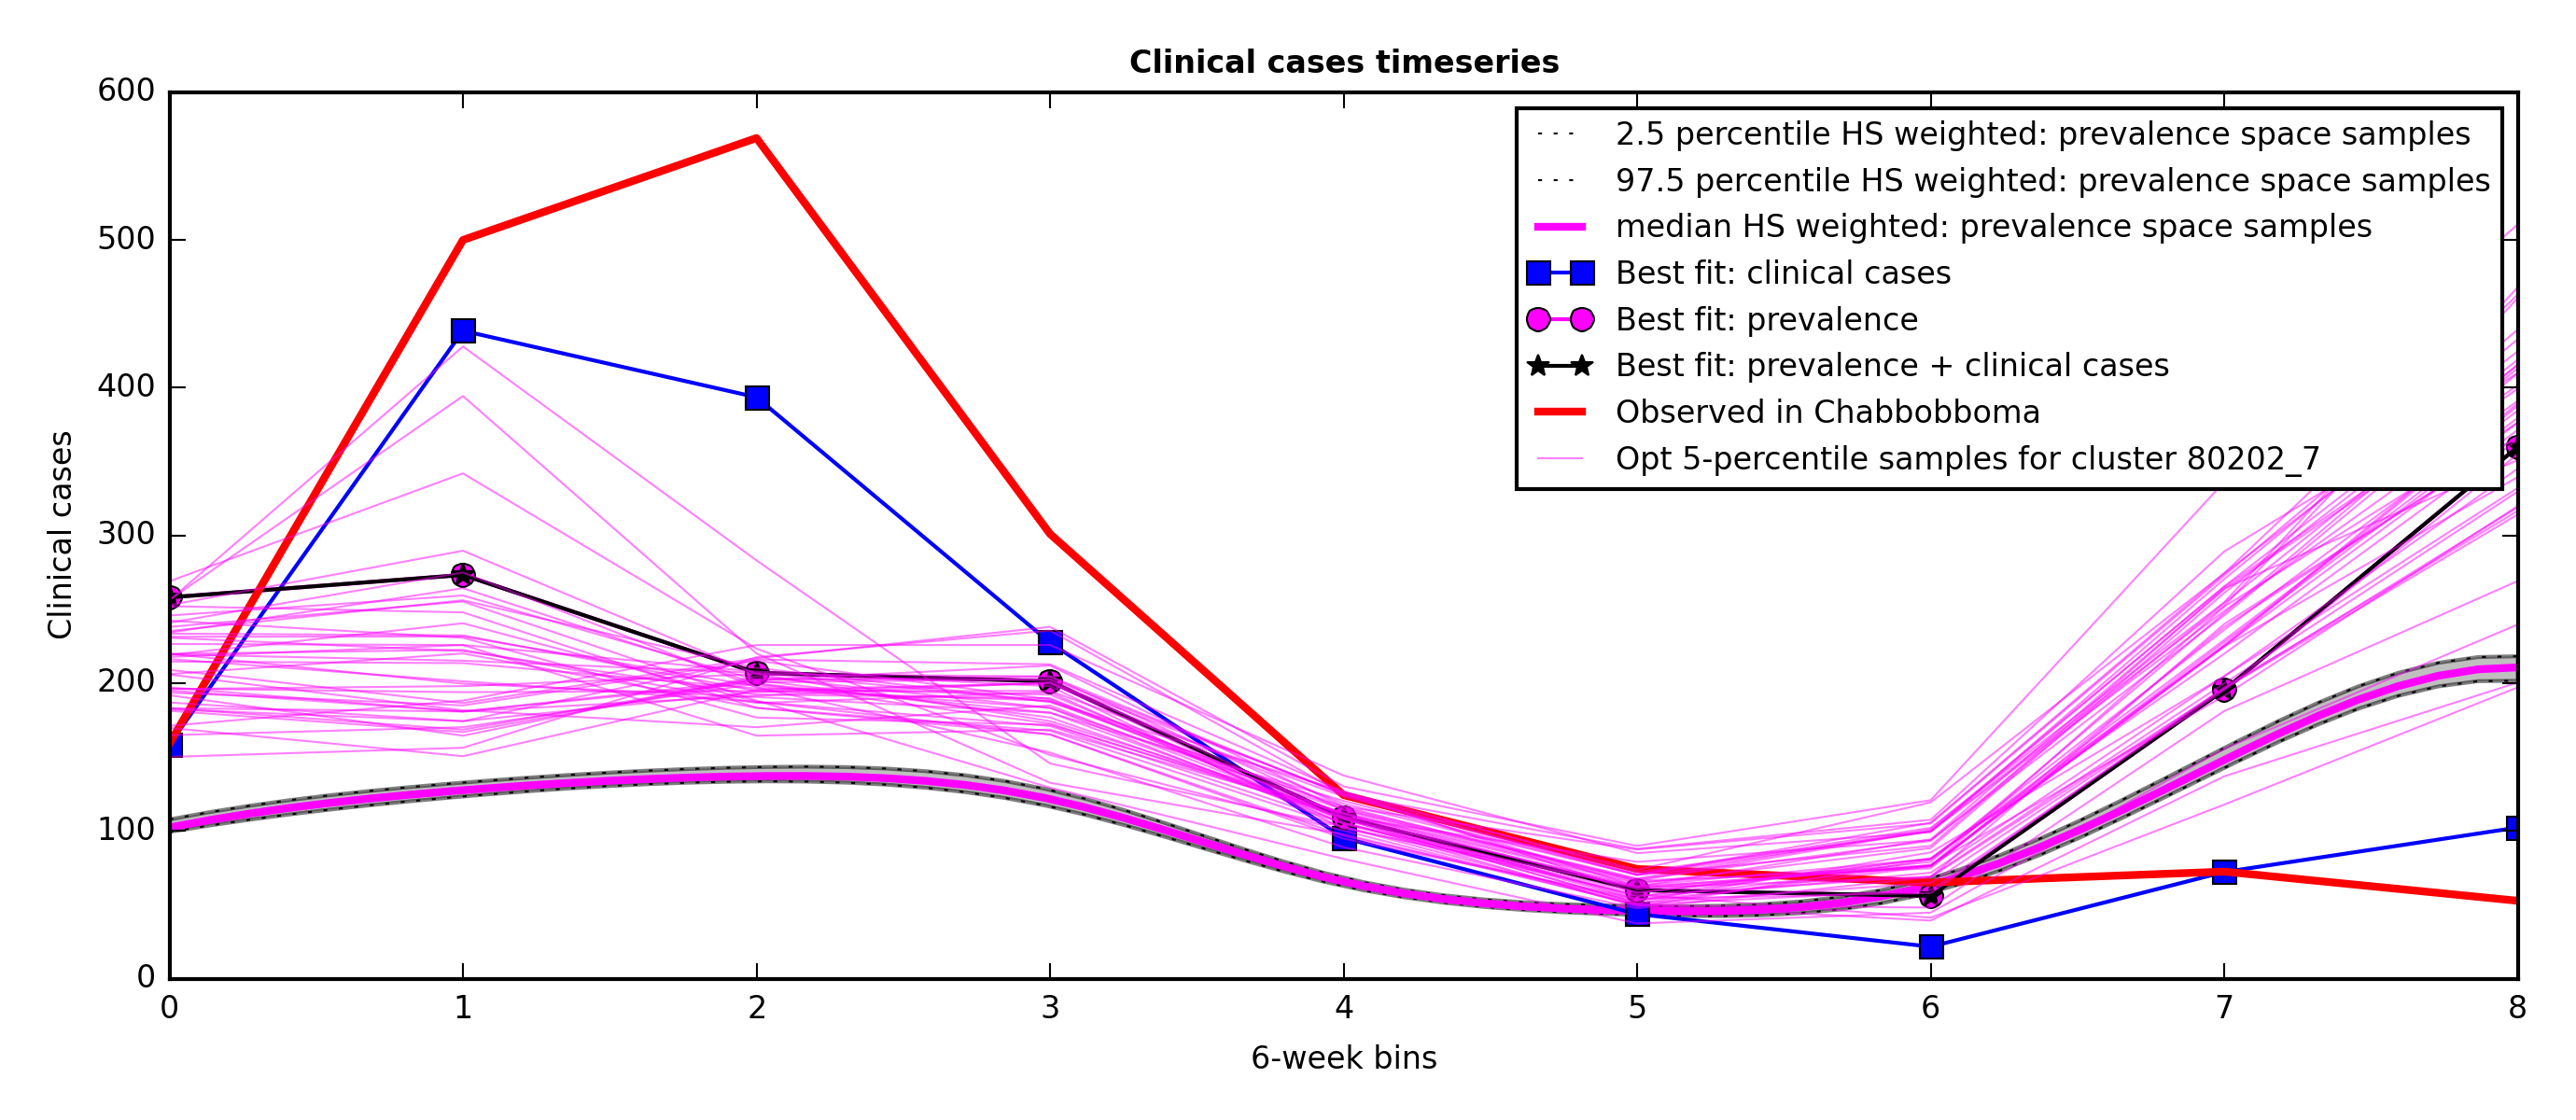 Clinical cases timeseries
600
500
400
300
200
100
0
Clinical cases
2.5 percentile HS weighted: prevalence space samples
97.5 percentile HS weighted: prevalence space samples
median HS weighted: prevalence space samples
Best fit: clinical cases
Best fit: prevalence
Best fit: prevalence + clinical cases
Observed in Chabbobboma
Opt 5-percentile samples for cluster 80202_7
0 1 2 3 4 5 6 7 8
6-week bins